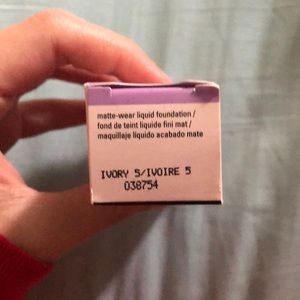 matte-wear liquid foundation /
fond de teint liquide fini mat /
maquillaje líquido acabado mate
IVORY 5/IVOIRE 5
038754